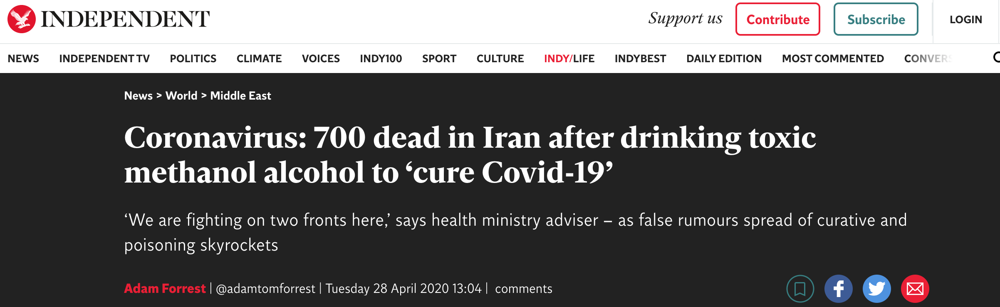 INDEPENDENT
Support us Contribute Subscribe LOGIN
NEWS INDEPENDENT TV POLITICS CLIMATE VOICES INDY100 SPORT CULTURE INDY/LIFE INDYBEST DAILY EDITION MOST COMMENTED CONVERS
News > World > Middle East
Coronavirus: 700 dead in Iran after drinking toxic
methanol alcohol to ‘cure Covid-19’
‘We are fighting on two fronts here,’ says health ministry adviser – as false rumours spread of curative and
poisoning skyrockets
Adam Forrest | @adamtomforrest | Tuesday 28 April 2020 13:04 | comments